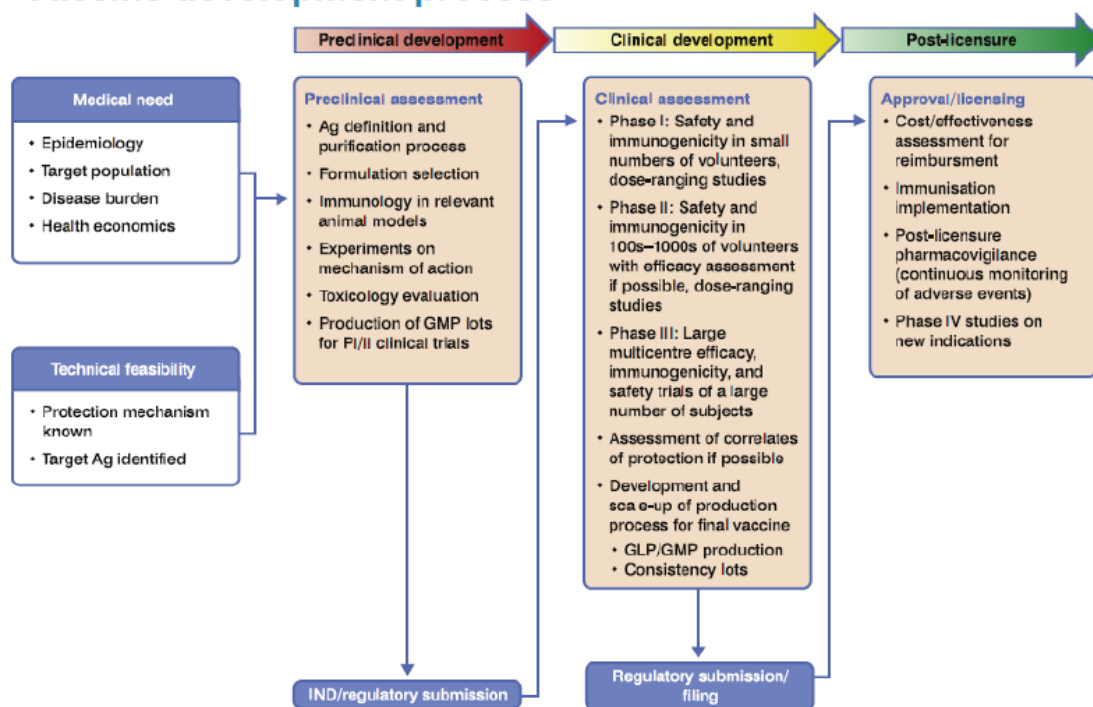 Preclinical development
Clinical development
Post-licensure
Medical need
• Epidemiology
• Target population
• Disease burden
• Health economics
Technical feasibility
• Protection mechanism
known
• Target Ag identified
Preclinical assessment
• Ag definition and
purification process
• Formulation selection
• Immunology in relevant
animal models
• Experiments on
mechanism of action
• Toxicology evaluation
• Production of GMP lots
for PI/II clinical trials
IND/regulatory submission
Clinical assessment
• Phase I: Safety and
immunogenicity in small
numbers of volunteers,
dose-ranging studies
• Phase II: Safety and
immunogenicity in
100s–1000s of volunteers
with efficacy assessment
if possible, dose-ranging
studies
• Phase III: Large
multicentre efficacy,
immunogenicity, and
safety trials of a large
number of subjects
• Assessment of correlates
of protection if possible
• Development and
scale-up of production
process for final vaccine
• GLP/GMP production
• Consistency lots
Regulatory submission/
filing
Approval/licensing
• Cost/effectiveness
assessment for
reimbursment
• Immunisation
implementation
• Post-licensure
pharmacovigilance
(continuous monitoring
of adverse events)
• Phase IV studies on
new indications